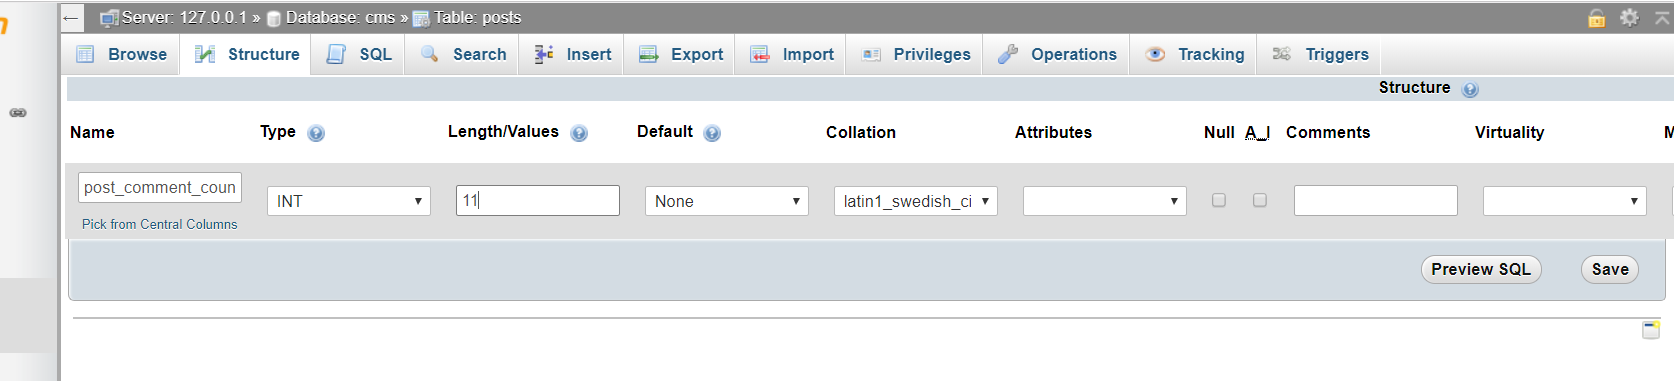 Server: 127.0.0.1 » Database: cms » Table: posts
Browse Structure SQL Search Insert Export Import Privileges Operations Tracking Triggers
Structure
Name Type Length/Values Default Collation Attributes Null A_I Comments Virtuality M
post_comment_coun INT 11 None latin1_swedish_ci
Pick from Central Columns
Preview SQL Save